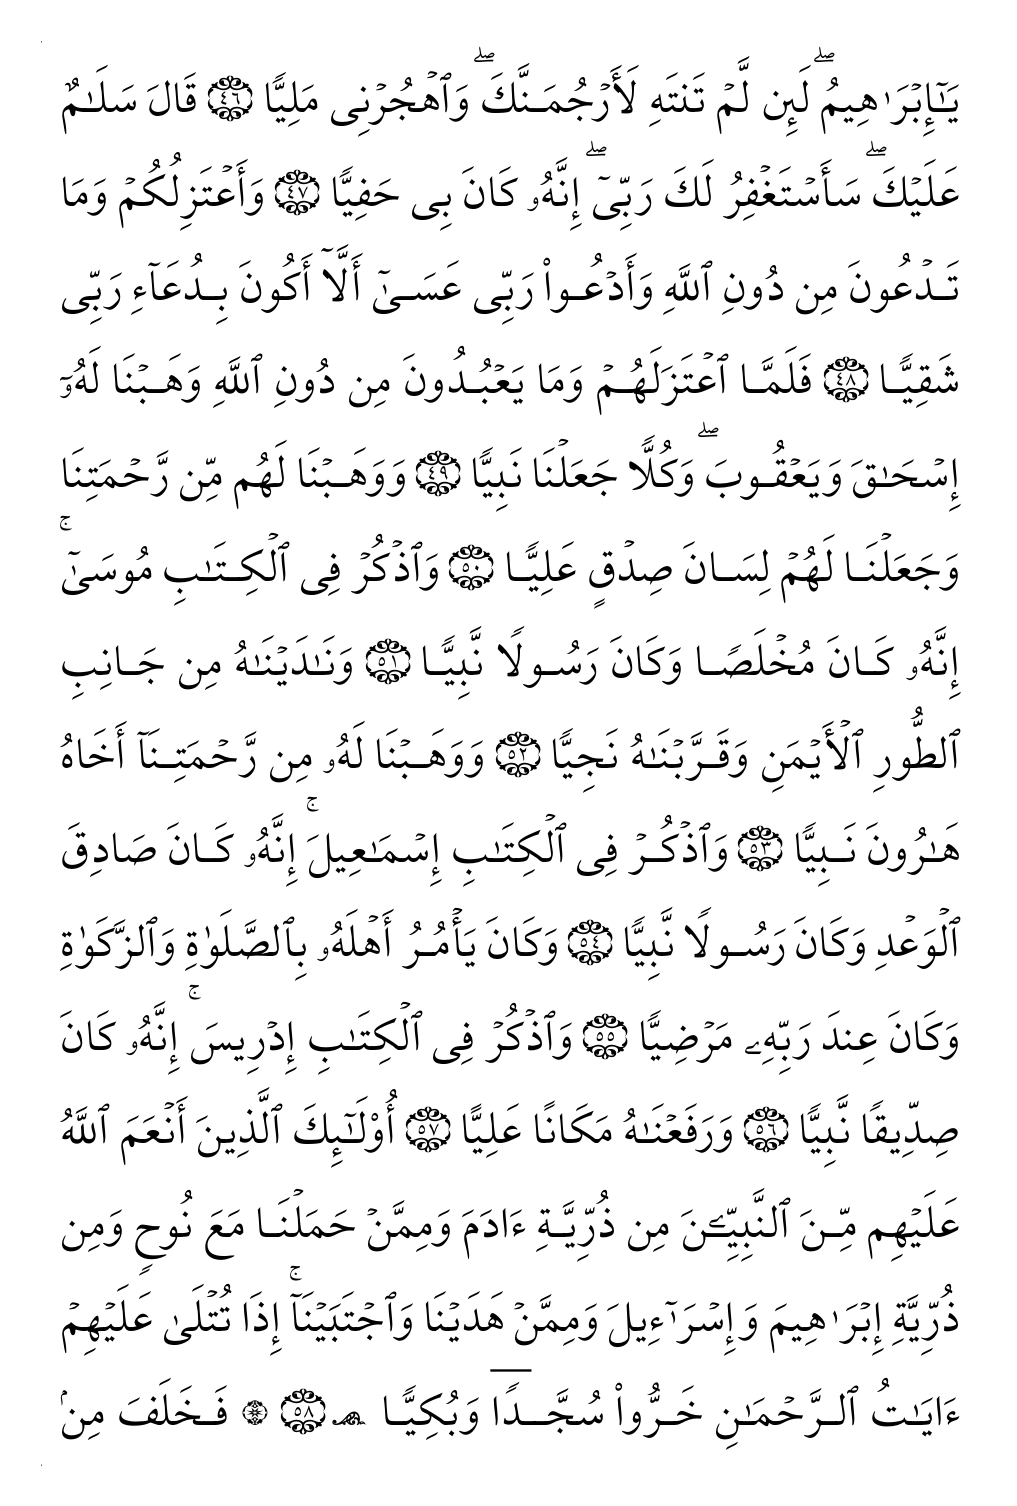 يَـٰٓإِبۡرَٰهِيمُۖ لَئِن لَّمۡ تَنتَهِ لَأَرۡجُمَنَّكَۖ وَٱهۡجُرۡنِى مَلِيًّا ٤٦ قَالَ سَلَـٰمٌ
عَلَيۡكَۖ سَأَسۡتَغۡفِرُ لَكَ رَبِّىٓۖ إِنَّهُۥ كَانَ بِى حَفِيًّا ٤٧ وَأَعۡتَزِلُكُمۡ وَمَا
تَدۡعُونَ مِن دُونِ ٱللَّهِ وَأَدۡعُواْ رَبِّى عَسَىٰٓ أَلَّآ أَكُونَ بِدُعَآءِ رَبِّى
شَقِيًّا ٤٨ فَلَمَّا ٱعۡتَزَلَهُمۡ وَمَا يَعۡبُدُونَ مِن دُونِ ٱللَّهِ وَهَبۡنَا لَهُۥٓ
إِسۡحَـٰقَ وَيَعۡقُوبَۖ وَكُلًّا جَعَلۡنَا نَبِيًّا ٤٩ وَوَهَبۡنَا لَهُم مِّن رَّحۡمَتِنَا
وَجَعَلۡنَا لَهُمۡ لِسَانَ صِدۡقٍ عَلِيًّا ٥٠ وَٱذۡكُرۡ فِى ٱلۡكِتَـٰبِ مُوسَىٰٓۚ
إِنَّهُۥ كَانَ مُخۡلَصًا وَكَانَ رَسُولًا نَّبِيًّا ٥١ وَنَـٰدَيۡنَـٰهُ مِن جَانِبِ
ٱلطُّورِ ٱلۡأَيۡمَنِ وَقَرَّبۡنَـٰهُ نَجِيًّا ٥٢ وَوَهَبۡنَا لَهُۥ مِن رَّحۡمَتِنَآ أَخَاهُ
هَـٰرُونَ نَبِيًّا ٥٣ وَٱذۡكُرۡ فِى ٱلۡكِتَـٰبِ إِسۡمَـٰعِيلَۚ إِنَّهُۥ كَانَ صَادِقَ
ٱلۡوَعۡدِ وَكَانَ رَسُولًا نَّبِيًّا ٥٤ وَكَانَ يَأۡمُرُ أَهۡلَهُۥ بِٱلصَّلَوٰةِ وَٱلزَّكَوٰةِ
وَكَانَ عِندَ رَبِّهِۦ مَرۡضِيًّا ٥٥ وَٱذۡكُرۡ فِى ٱلۡكِتَـٰبِ إِدۡرِيسَۚ إِنَّهُۥ كَانَ
صِدِّيقًا نَّبِيًّا ٥٦ وَرَفَعۡنَـٰهُ مَكَانًا عَلِيًّا ٥٧ أُوْلَـٰٓئِكَ ٱلَّذِينَ أَنۡعَمَ ٱللَّهُ
عَلَيۡهِم مِّنَ ٱلنَّبِيِّـۧنَ مِن ذُرِّيَّةِ ءَادَمَ وَمِمَّنۡ حَمَلۡنَا مَعَ نُوحٍ وَمِن
ذُرِّيَّةِ إِبۡرَٰهِيمَ وَإِسۡرَـٰٓءِيلَ وَمِمَّنۡ هَدَيۡنَا وَٱجۡتَبَيۡنَآۚ إِذَا تُتۡلَىٰ عَلَيۡهِمۡ
ءَايَـٰتُ ٱلرَّحۡمَـٰنِ خَرُّواْ سُجَّدًا وَبُكِيًّا ۩ ٥٨ ۞ فَخَلَفَ مِنۢ